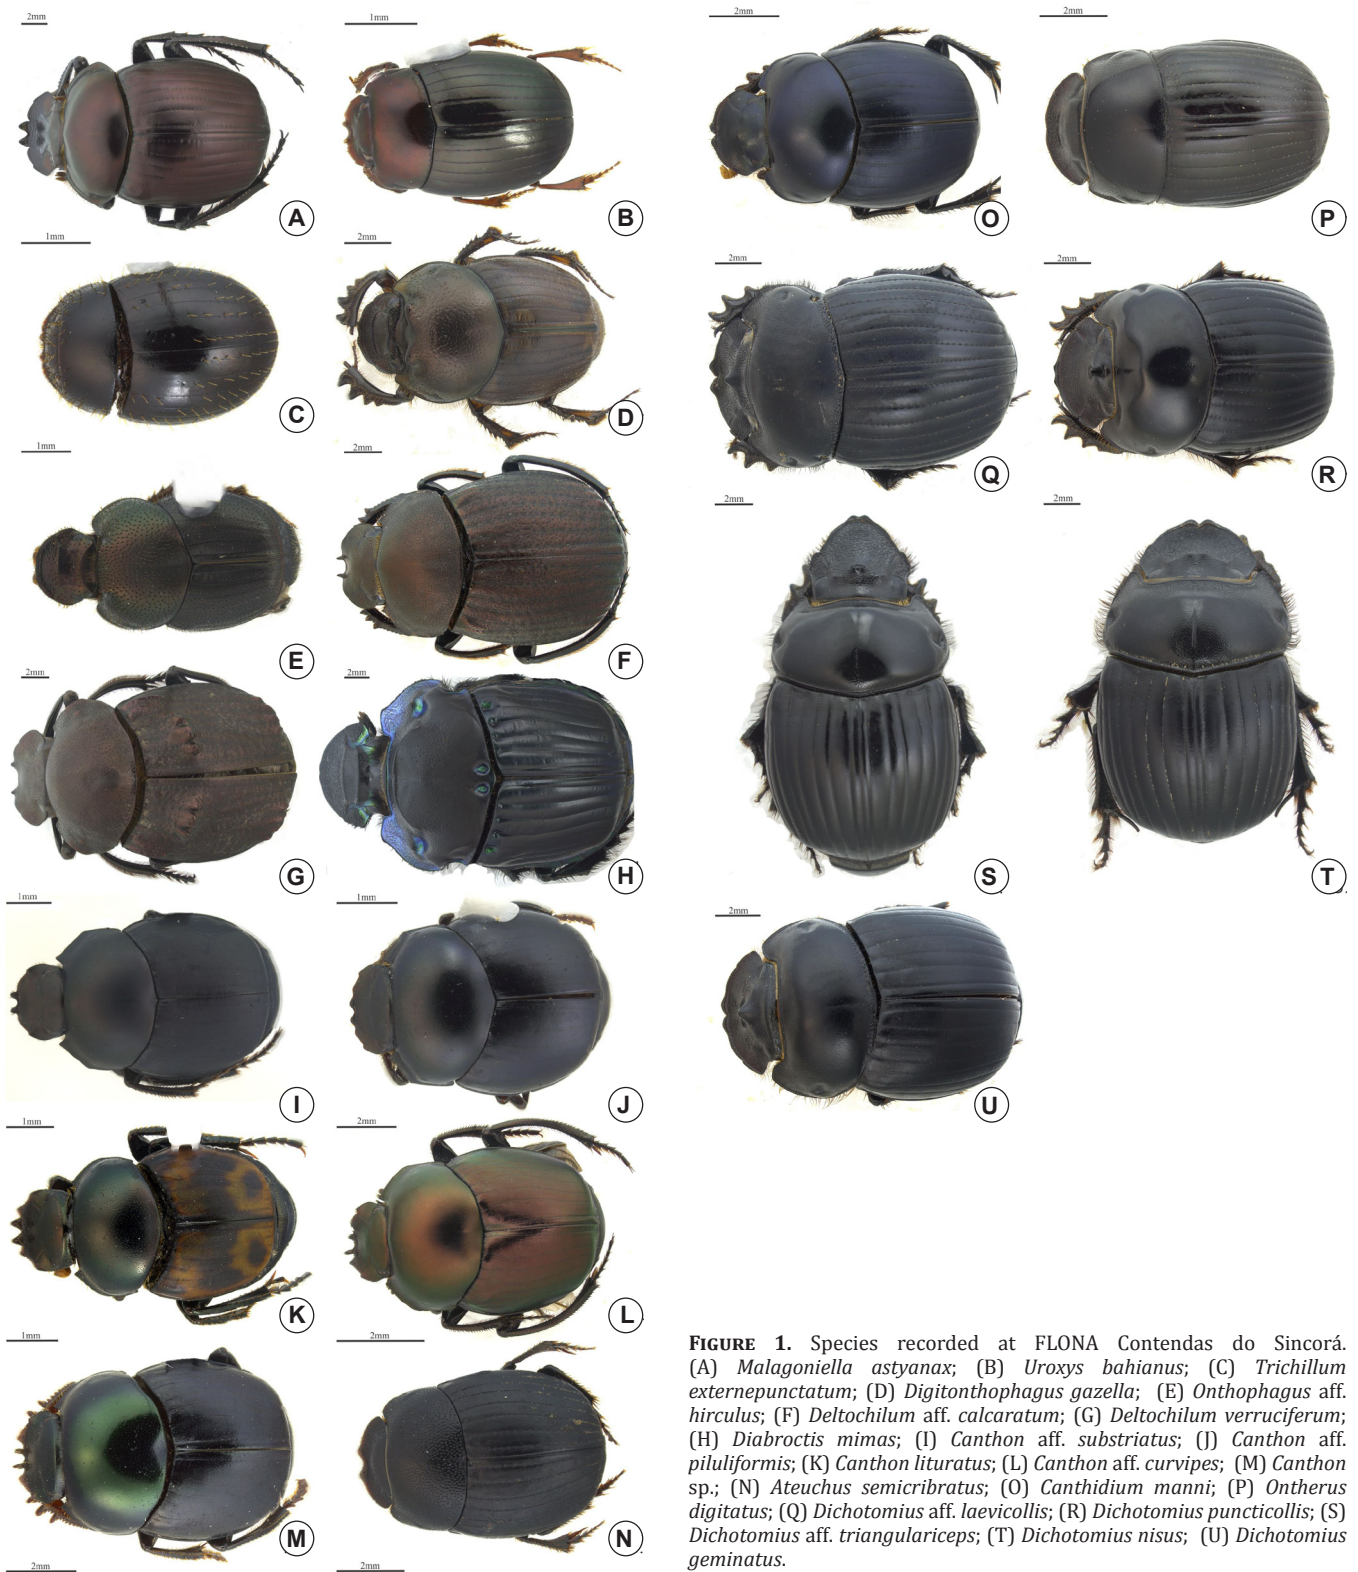 2mm
1mm
2mm
2mm
A
B
O
P
1mm
2mm
2mm
2mm
C
D
Q
R
1mm
2mm
2mm
2mm
E
F
2mm
2mm
G
H
S
T
1mm
1mm
2mm
I
J
U
1mm
2mm
K
L
1mm
2mm
M
N
2mm
2mm
FIGURE 1. Species recorded at FLONA Contendas do Sincorá.
(A) Malagoniella astyanax; (B) Uroxys bahianus; (C) Trichillum
externepunctatum; (D) Digitonthophagus gazella; (E) Onthophagus aff.
hirculus; (F) Deltochilum aff. calcaratum; (G) Deltochilum verruciferum;
(H) Diabroctis mimas; (I) Canthon aff. substriatus; (J) Canthon aff.
piluliformis; (K) Canthon lituratus; (L) Canthon aff. curvipes; (M) Canthon
sp.; (N) Ateuchus semicribratus; (O) Canthidium manni; (P) Ontherus
digitatus; (Q) Dichotomius aff. laevicollis; (R) Dichotomius puncticollis; (S)
Dichotomius aff. triangulariceps; (T) Dichotomius nisus; (U) Dichotomius
geminatus.